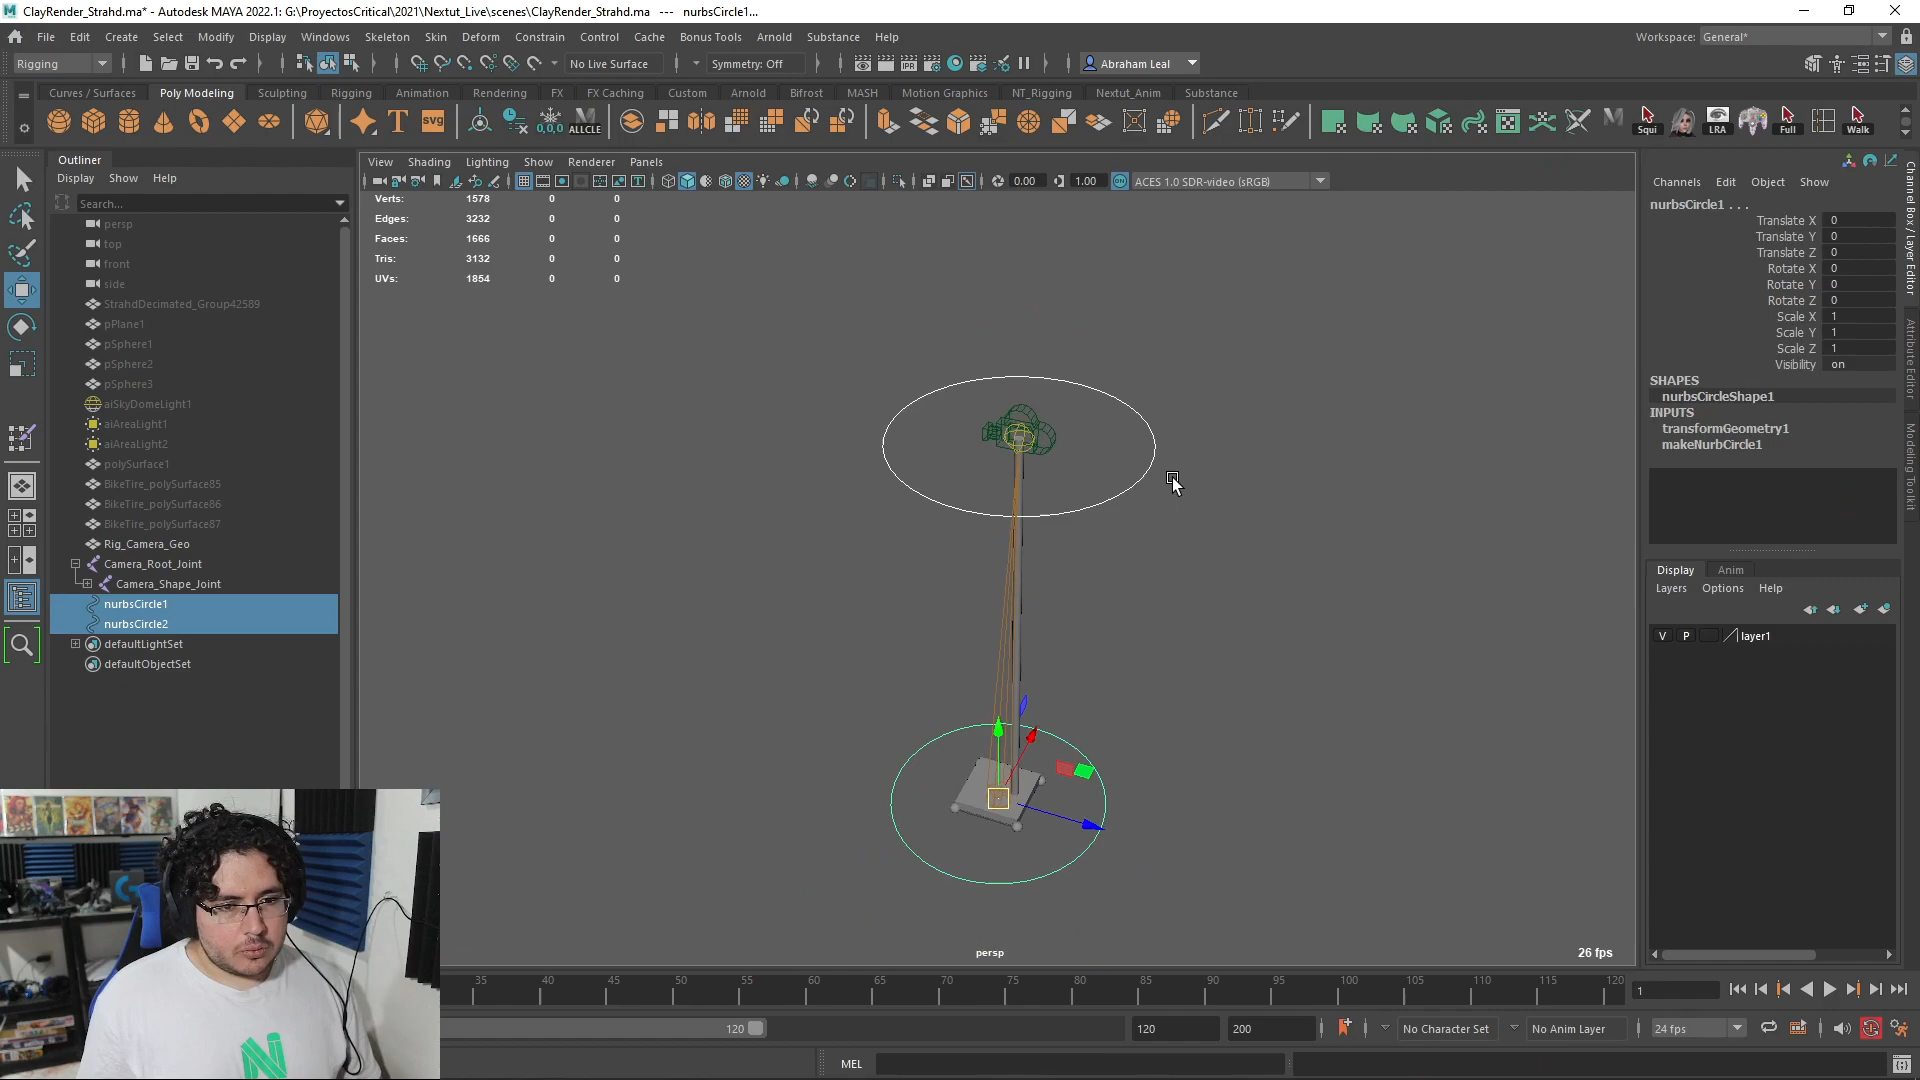 ClayRender_Strahd.ma* - Autodesk MAYA 2022.1: G:\ProyectosCritical\2021\Nextut_Live\scenes\ClayRender_Strahd.ma   ---   nurbsCircle1...
File Edit Create Select Modify Display Windows Skeleton Skin Deform Constrain Control Cache Bonus Tools Arnold Substance Help
Workspace: General*
Rigging
No Live Surface
Symmetry: Off
IPR
Abraham Leal
Curves / Surfaces Poly Modeling Sculpting Rigging Animation Rendering FX FX Caching Custom Arnold Bifrost MASH Motion Graphics NT_Rigging Nextut_Anim Substance
T svg 0,0,0 ALLCLE Squi LRA Full Walk
Outliner
Display Show Help
Search...
persp
top
front
side
StrahdDecimated_Group42589
pPlane1
pSphere1
pSphere2
pSphere3
aiSkyDomeLight1
aiAreaLight1
aiAreaLight2
polySurface1
BikeTire_polySurface85
BikeTire_polySurface86
BikeTire_polySurface87
Rig_Camera_Geo
Camera_Root_Joint
Camera_Shape_Joint
nurbsCircle1
nurbsCircle2
defaultLightSet
defaultObjectSet
View Shading Lighting Show Renderer Panels
0.00 1.00 ON ACES 1.0 SDR-video (sRGB)
Verts: 1578 0 0
Edges: 3232 0 0
Faces: 1666 0 0
Tris: 3132 0 0
UVs: 1854 0 0
persp
26 fps
Channels Edit Object Show
nurbsCircle1 . . .
Translate X 0
Translate Y 0
Translate Z 0
Rotate X 0
Rotate Y 0
Rotate Z 0
Scale X 1
Scale Y 1
Scale Z 1
Visibility on
SHAPES
nurbsCircleShape1
INPUTS
transformGeometry1
makeNurbCircle1
Display Anim
Layers Options Help
V P layer1
Channel Box / Layer Editor
Attribute Editor
Modeling Toolkit
35 40 45 50 55 60 65 70 75 80 85 90 95 100 105 110 115 120
1
120
120
200
No Character Set
No Anim Layer
24 fps
MEL